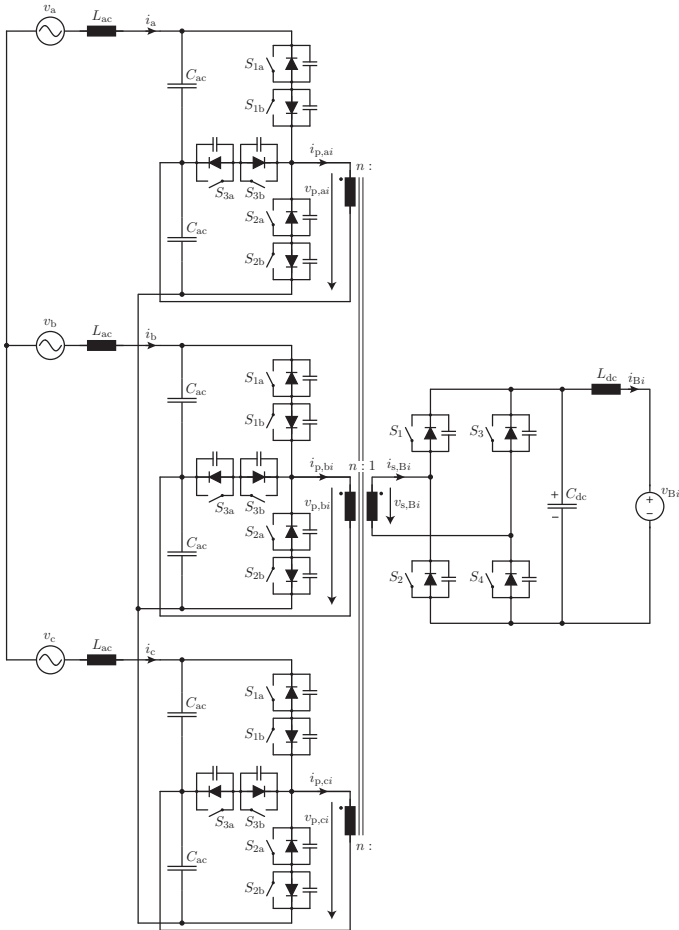 v_a
L_ac
i_a
C_ac
S_1a
S_1b
i_p,ai
n :
S_3a
S_3b
v_p,ai
S_2a
C_ac
S_2b
v_b
L_ac
i_b
C_ac
S_1a
S_1b
L_dc
i_Bi
S_1
S_3
i_p,bi
n : 1
i_s,Bi
S_3a
S_3b
v_p,bi
v_s,Bi
+
C_dc
−
+
−
v_Bi
S_2a
C_ac
S_2b
S_2
S_4
v_c
L_ac
i_c
C_ac
S_1a
S_1b
i_p,ci
S_3a
S_3b
v_p,ci
n :
S_2a
C_ac
S_2b